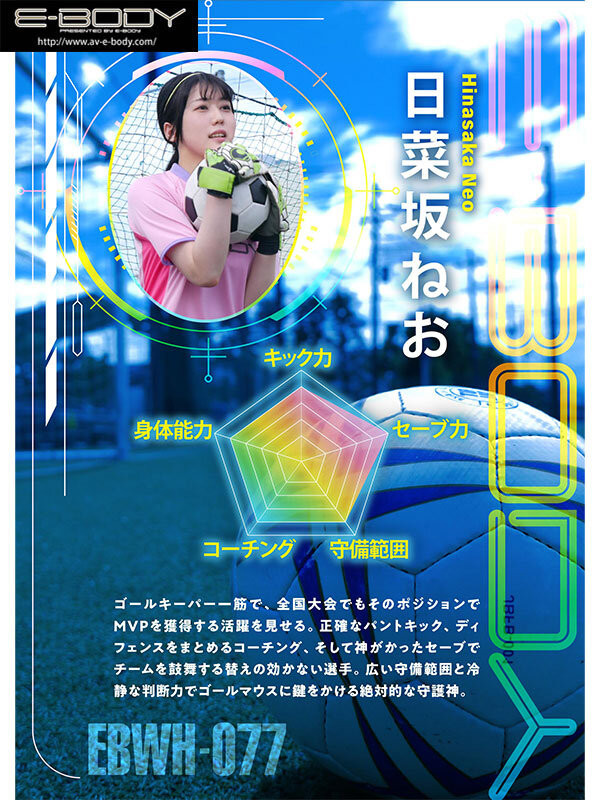 E-BODY
PRESENTED BY E-BODY
http://www.av-e-body.com/
Hinasaka Neo
日菜坂ねお
キック力
身体能力
セーブ力
コーチング
守備範囲
ゴールキーパー一筋で、全国大会でもそのポジションで
MVPを獲得する活躍を見せる。正確なパントキック、ディ
フェンスをまとめるコーチング、そして神がかったセーブで
チームを鼓舞する替えの効かない選手。広い守備範囲と冷
静な判断力でゴールマウスに鍵をかける絶対的な守護神。
EBWH-077
E-BODY